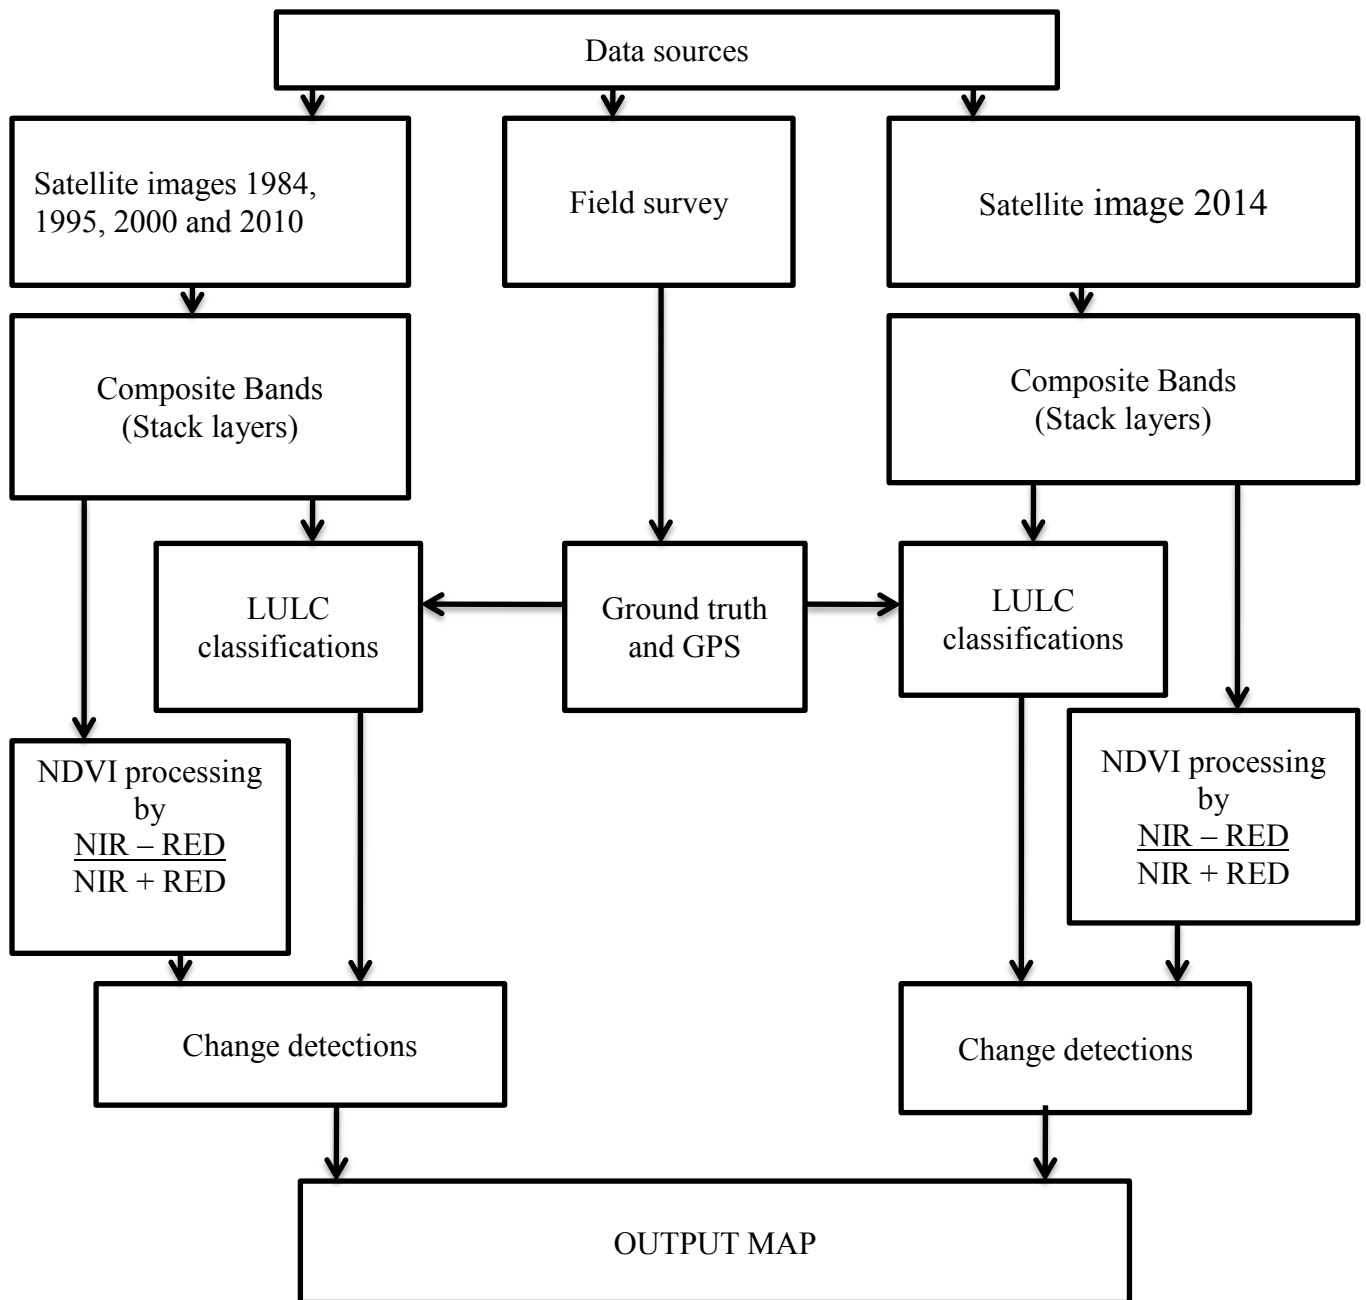 Data sources
Satellite images 1984,
1995, 2000 and 2010
Field survey
Satellite image 2014
Composite Bands
(Stack layers)
Composite Bands
(Stack layers)
LULC
classifications
Ground truth
and GPS
LULC
classifications
NDVI processing
by
NIR – RED
NIR + RED
NDVI processing
by
NIR – RED
NIR + RED
Change detections
Change detections
OUTPUT MAP